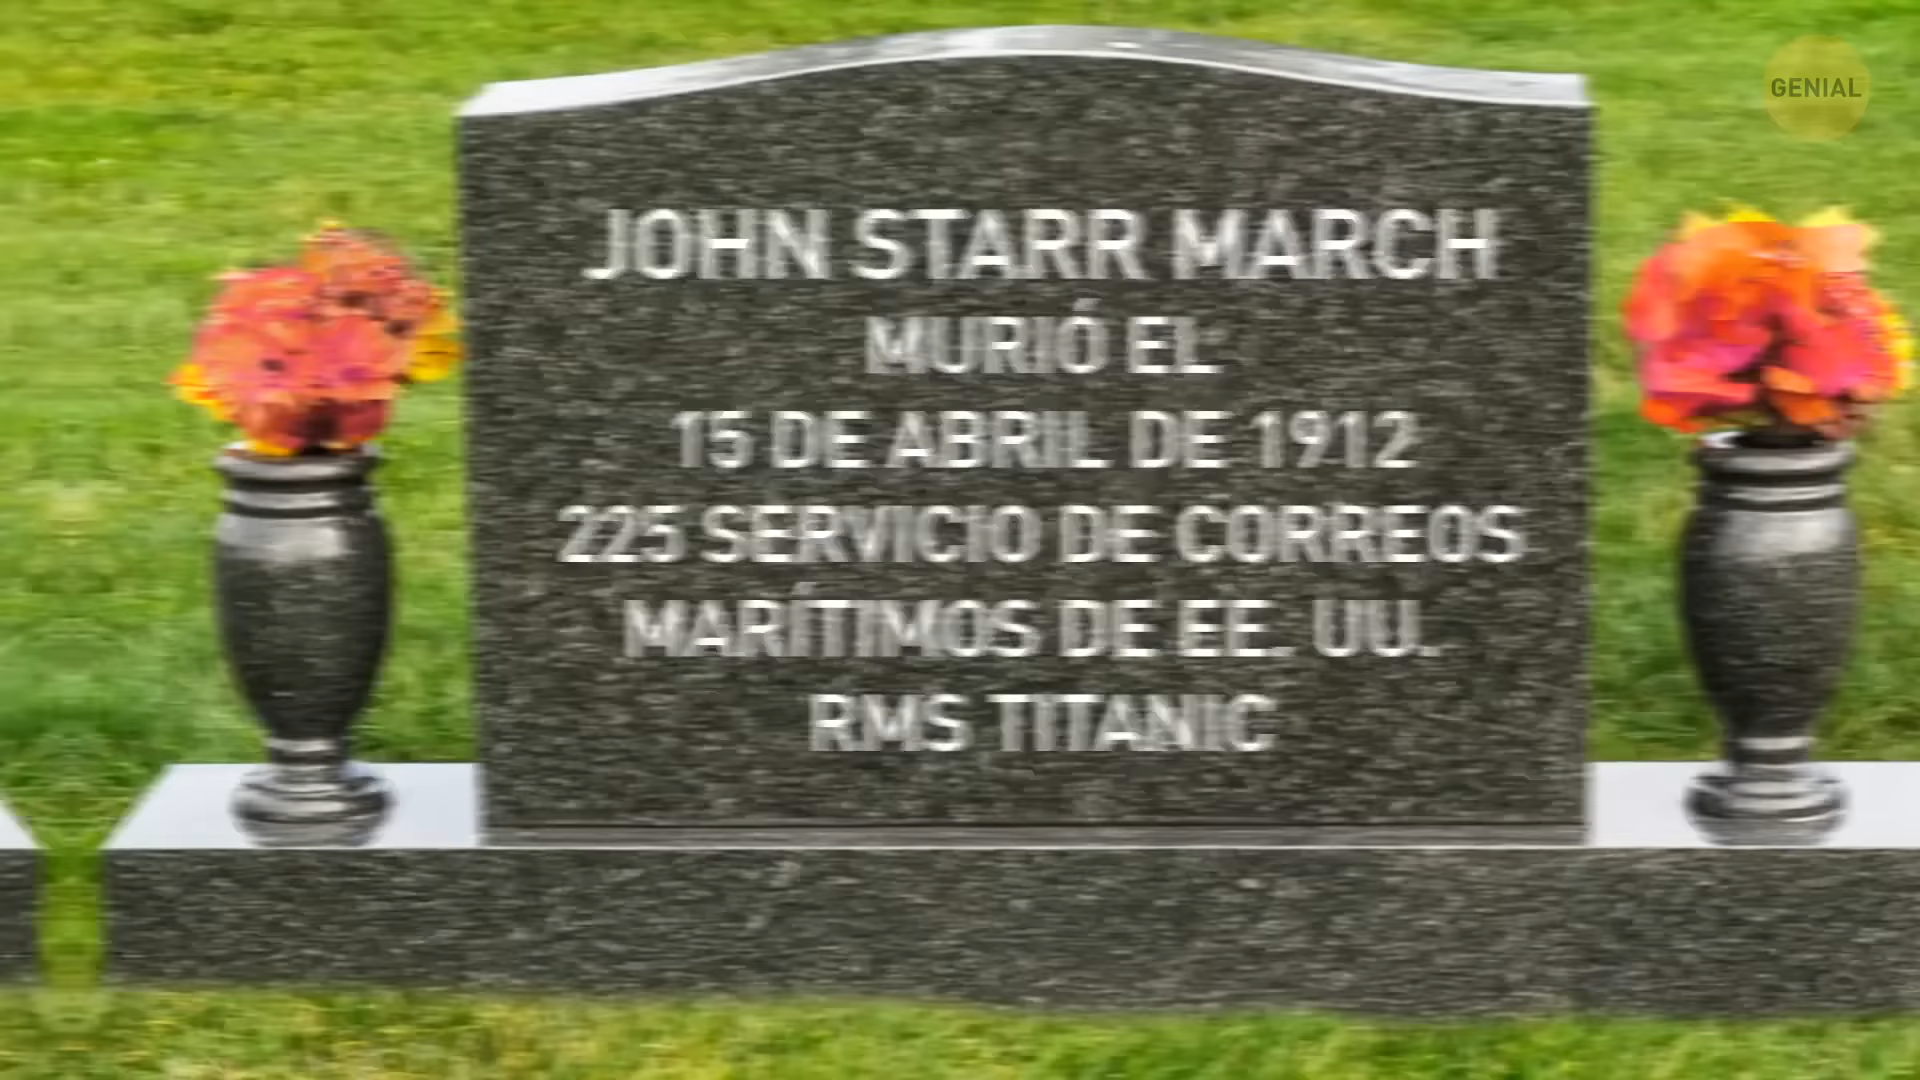 GENIAL
JOHN STARR MARCH
MURIÓ EL
15 DE ABRIL DE 1912
225 SERVICIO DE CORREOS
MARÍTIMOS DE EE. UU.
RMS TITANIC